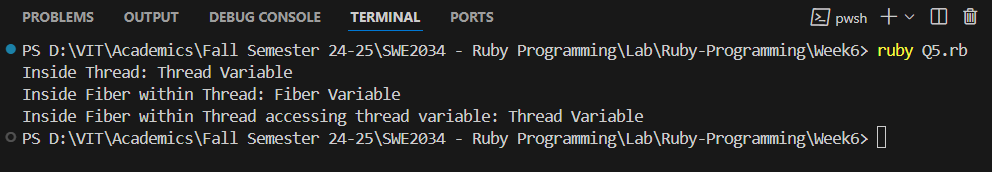 PROBLEMS OUTPUT DEBUG CONSOLE TERMINAL PORTS pwsh
PS D:\VIT\Academics\Fall Semester 24-25\SWE2034 - Ruby Programming\Lab\Ruby-Programming\Week6> ruby Q5.rb
Inside Thread: Thread Variable
Inside Fiber within Thread: Fiber Variable
Inside Fiber within Thread accessing thread variable: Thread Variable
PS D:\VIT\Academics\Fall Semester 24-25\SWE2034 - Ruby Programming\Lab\Ruby-Programming\Week6>